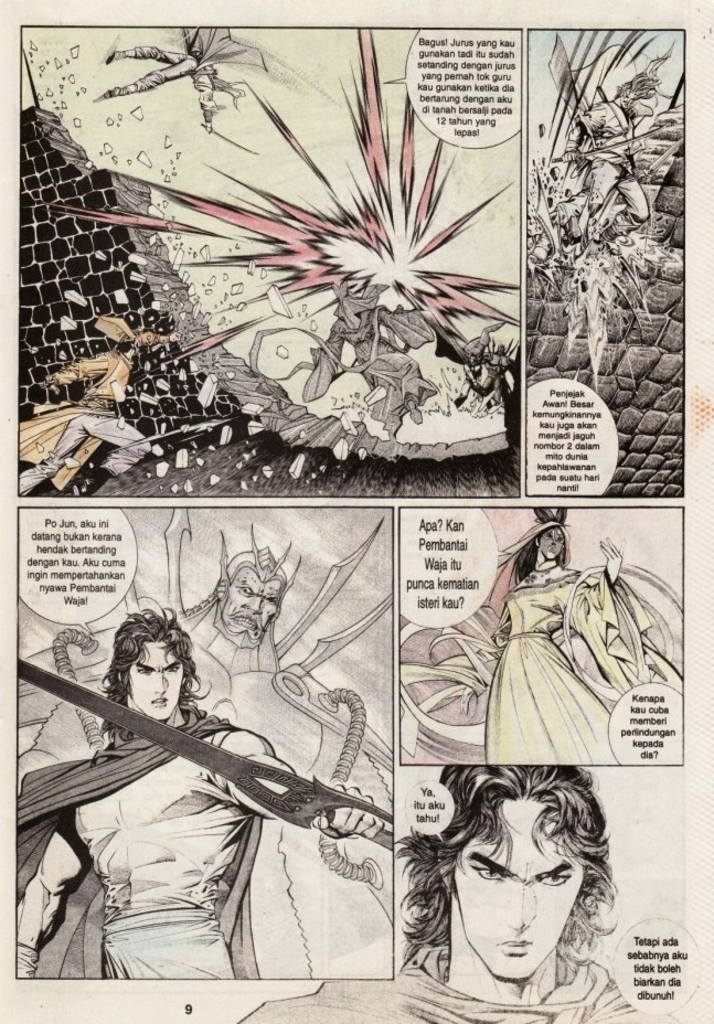 Bagus! Jurus yang kau
gunakan tadi itu sudah
setanding dengan jurus
yang pernah tok guru
kau gunakan ketika dia
bertarung dengan aku
di tanah bersalji pada
12 tahun yang
lepas!
Penjejak
Awan! Besar
kemungkinannya
kau juga akan
menjadi jaguh
nombor 2 dalam
mito dunia
kepahlawanan
pada suatu hari
nanti!
Po Jun, aku ini
datang bukan kerana
hendak bertanding
dengan kau. Aku cuma
ingin mempertahankan
nyawa Pembantai
Waja!
Apa? Kan
Pembantai
Waja itu
punca kematian
isteri kau?
Kenapa
kau cuba
memberi
perlindungan
kepada
dia?
Ya,
itu aku
tahu!
Tetapi ada
sebabnya aku
tidak boleh
biarkan dia
dibunuh!
9